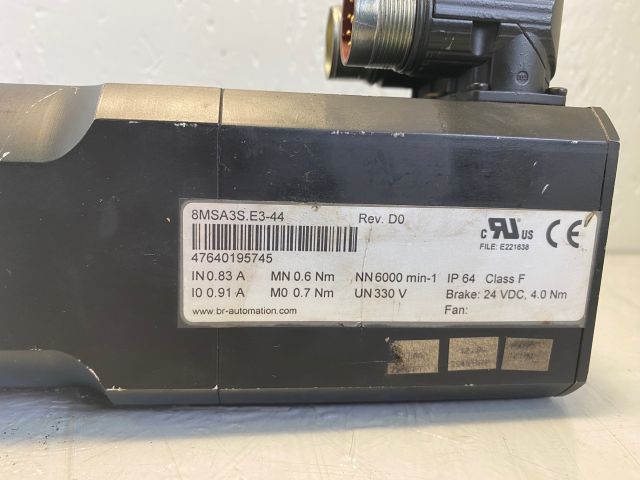 8MSA3S.E3-44 Rev. D0
47640195745
c RU US
FILE: E221638
CE
IN 0.83 A MN 0.6 Nm NN 6000 min-1 IP 64 Class F
I0 0.91 A M0 0.7 Nm UN 330 V Brake: 24 VDC, 4.0 Nm
www.br-automation.com Fan: